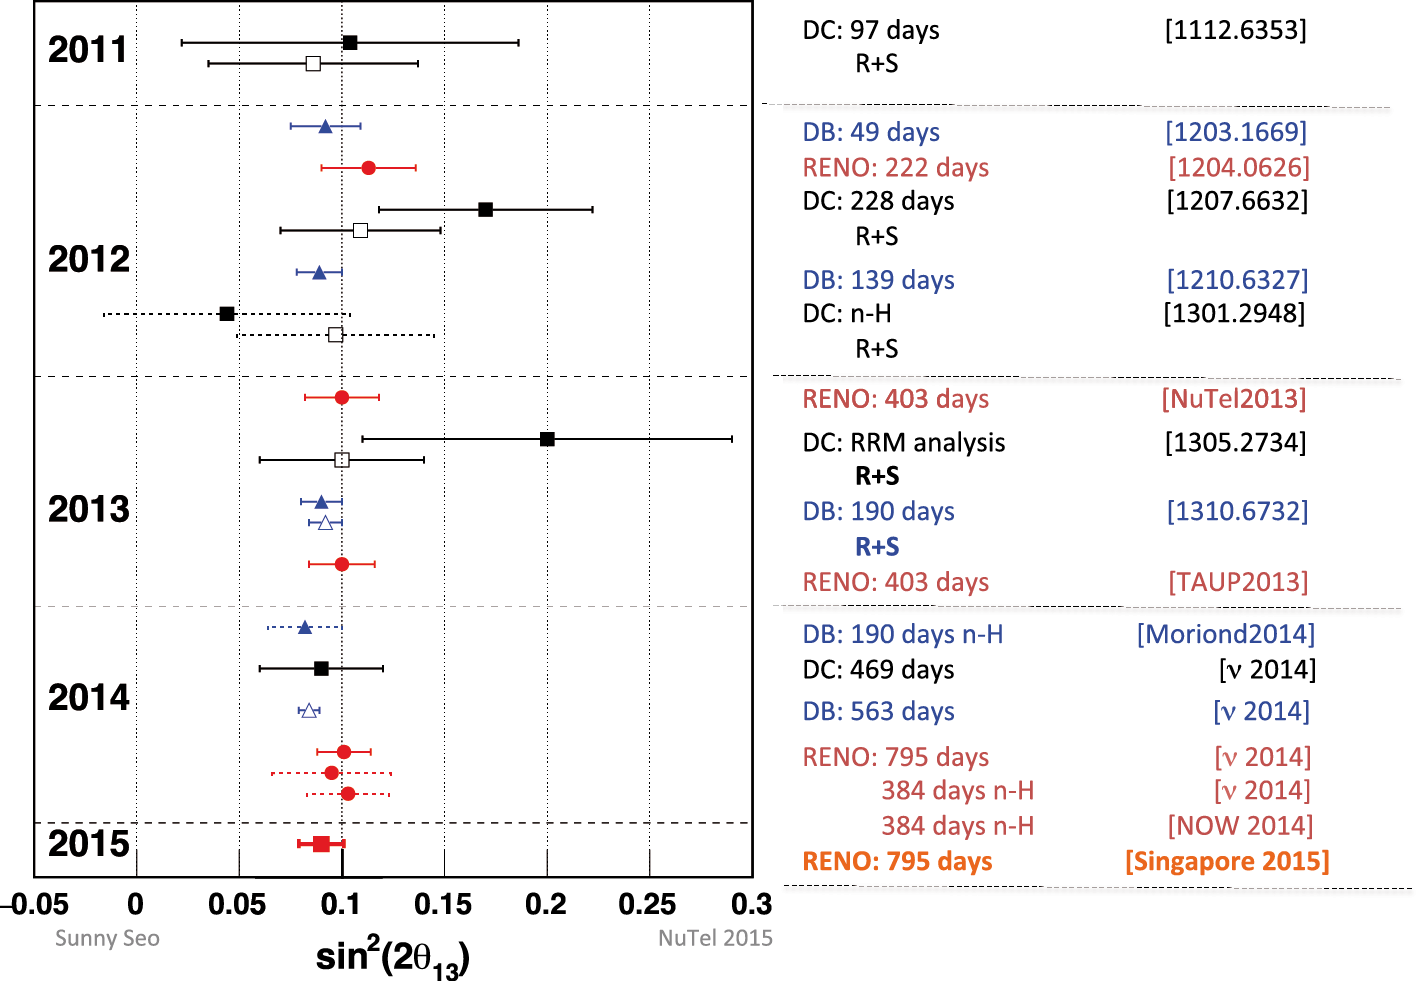 2011
DC: 97 days [1112.6353]
R+S
DB: 49 days [1203.1669]
RENO: 222 days [1204.0626]
DC: 228 days [1207.6632]
R+S
2012
DB: 139 days [1210.6327]
DC: n-H [1301.2948]
R+S
RENO: 403 days [NuTel2013]
DC: RRM analysis [1305.2734]
R+S
2013
DB: 190 days [1310.6732]
R+S
RENO: 403 days [TAUP2013]
DB: 190 days n-H [Moriond2014]
DC: 469 days [ν 2014]
2014
DB: 563 days [ν 2014]
RENO: 795 days [ν 2014]
384 days n-H [ν 2014]
384 days n-H [NOW 2014]
2015
RENO: 795 days [Singapore 2015]
−0.05 0 0.05 0.1 0.15 0.2 0.25 0.3
Sunny Seo NuTel 2015
sin²(2θ₁₃)